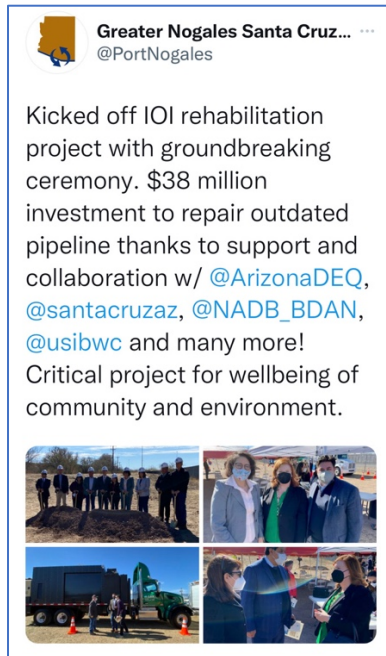 Greater Nogales Santa Cruz...
@PortNogales
Kicked off IOI rehabilitation
project with groundbreaking
ceremony. $38 million
investment to repair outdated
pipeline thanks to support and
collaboration w/ @ArizonaDEQ,
@santacruzaz, @NADB_BDAN,
@usibwc and many more!
Critical project for wellbeing of
community and environment.